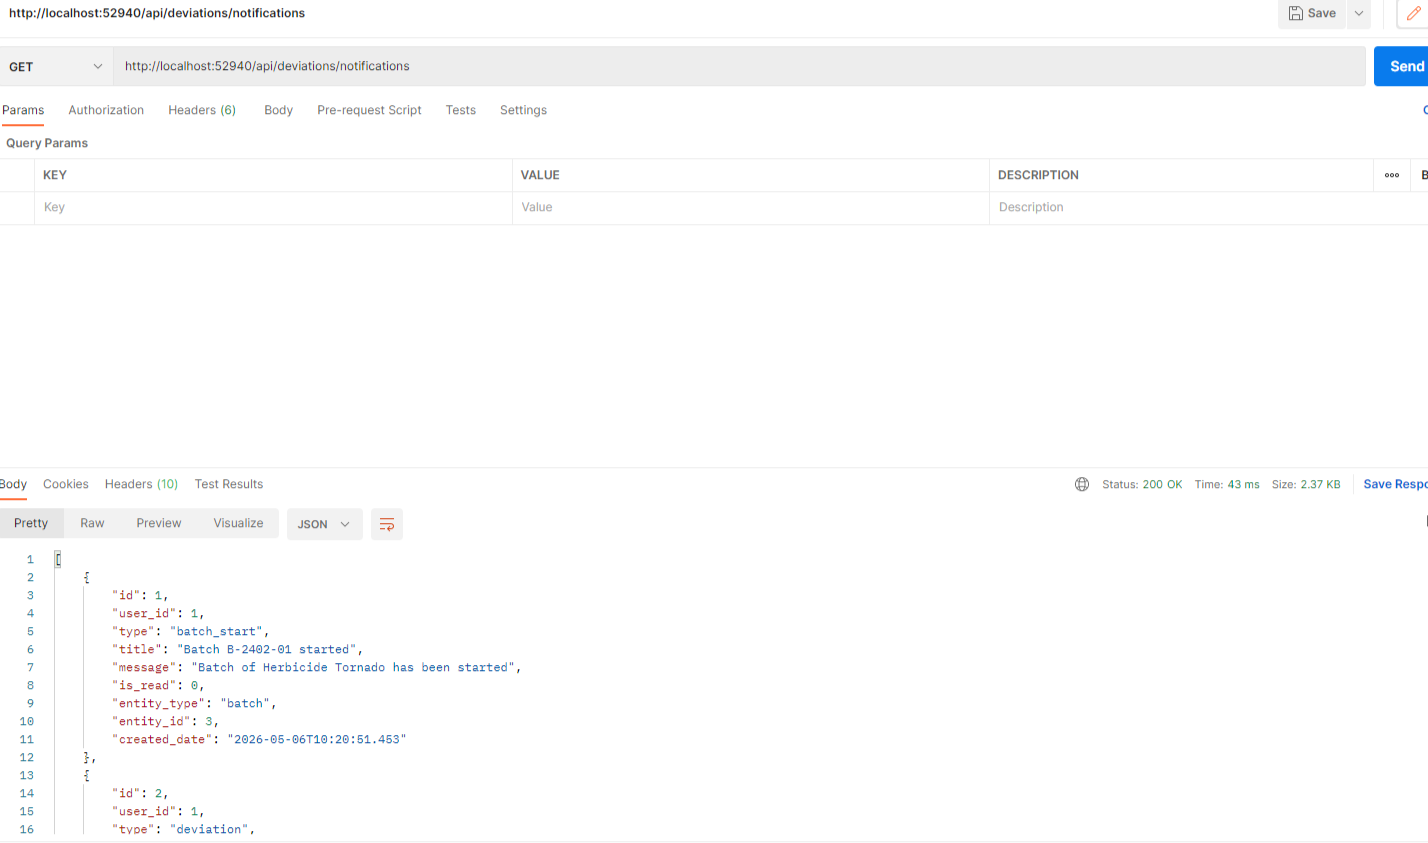 http://localhost:52940/api/deviations/notifications
Save
GET
http://localhost:52940/api/deviations/notifications
Send
Params Authorization Headers (6) Body Pre-request Script Tests Settings
Query Params
KEY VALUE DESCRIPTION
Key Value Description
Body Cookies Headers (10) Test Results Status: 200 OK Time: 43 ms Size: 2.37 KB Save Respo
Pretty Raw Preview Visualize JSON
1 [
2 {
3 "id": 1,
4 "user_id": 1,
5 "type": "batch_start",
6 "title": "Batch B-2402-01 started",
7 "message": "Batch of Herbicide Tornado has been started",
8 "is_read": 0,
9 "entity_type": "batch",
10 "entity_id": 3,
11 "created_date": "2026-05-06T10:20:51.453"
12 },
13 {
14 "id": 2,
15 "user_id": 1,
16 "type": "deviation",